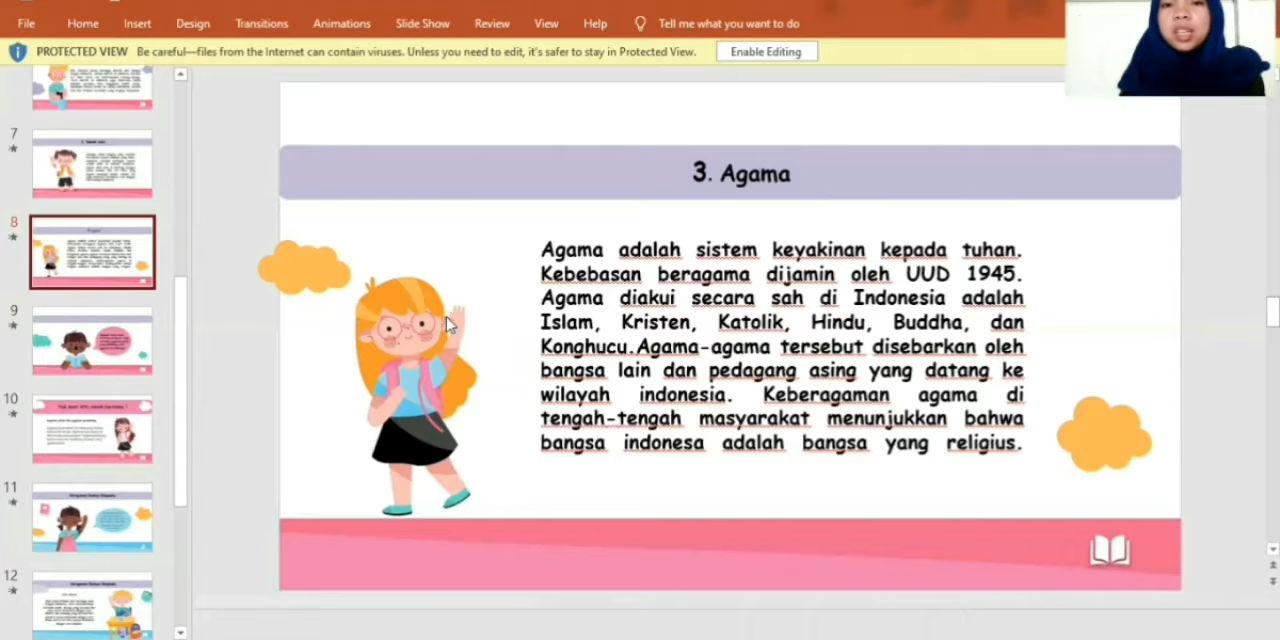 File Home Insert Design Transitions Animations Slide Show Review View Help Tell me what you want to do
PROTECTED VIEW Be careful—files from the Internet can contain viruses. Unless you need to edit, it's safer to stay in Protected View. Enable Editing
7
8
9
10
11
12
3. Agama
Agama adalah sistem keyakinan kepada tuhan.
Kebebasan beragama dijamin oleh UUD 1945.
Agama diakui secara sah di Indonesia adalah
Islam, Kristen, Katolik, Hindu, Buddha, dan
Konghucu.Agama-agama tersebut disebarkan oleh
bangsa lain dan pedagang asing yang datang ke
wilayah indonesia. Keberagaman agama di
tengah-tengah masyarakat menunjukkan bahwa
bangsa indonesa adalah bangsa yang religius.